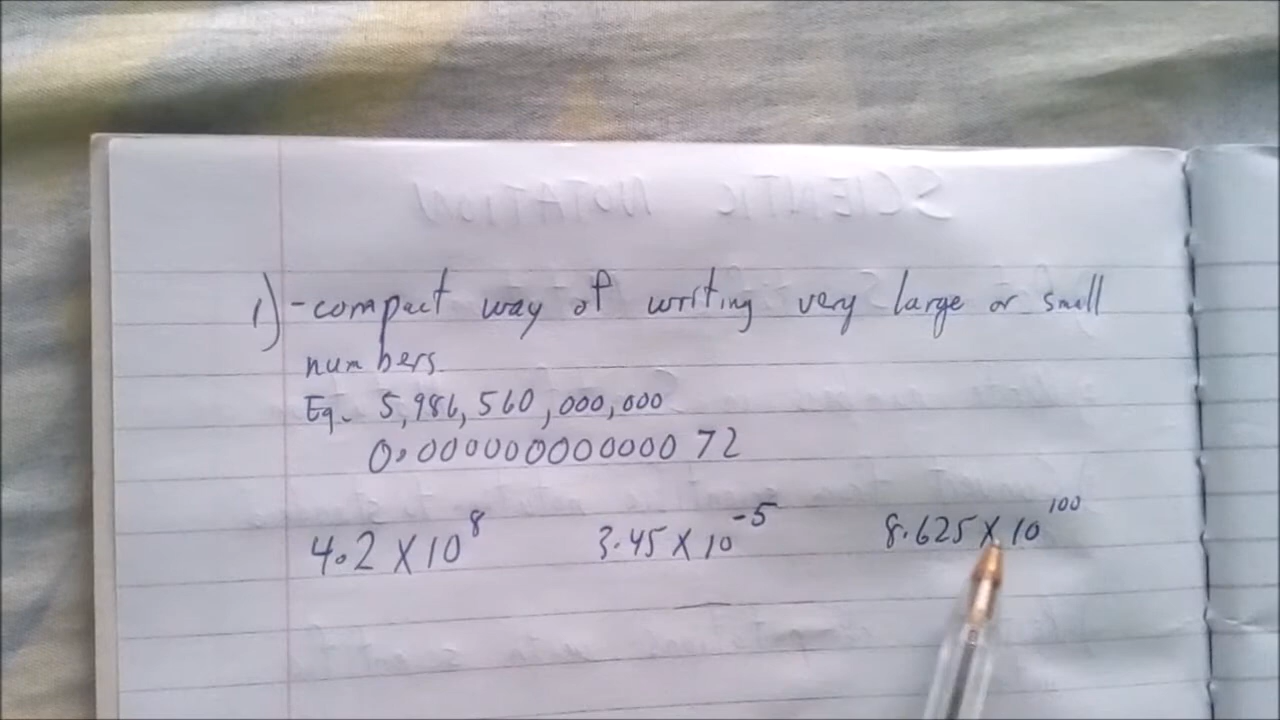 1) - compact way of writing very large or small
numbers.
Eg. 5,986,560,000,000
0.00000000000072
4.2 X 10^8 3.45 X 10^-5 8.625 X 10^100